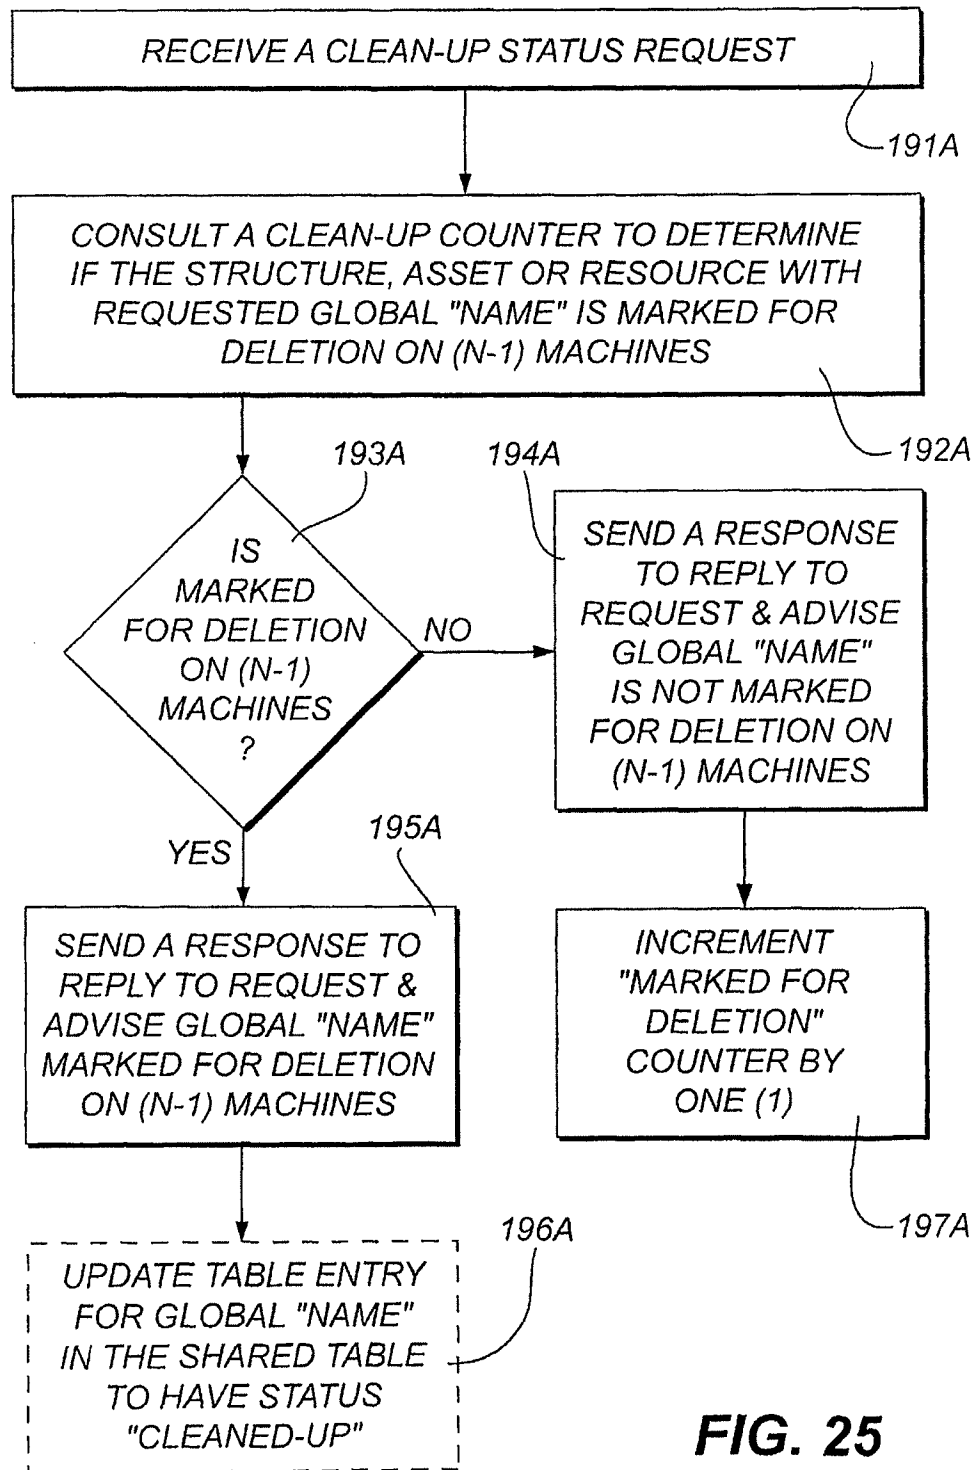 RECEIVE A CLEAN-UP STATUS REQUEST
191A
CONSULT A CLEAN-UP COUNTER TO DETERMINE
IF THE STRUCTURE, ASSET OR RESOURCE WITH
REQUESTED GLOBAL "NAME" IS MARKED FOR
DELETION ON (N-1) MACHINES
192A
193A
IS
MARKED
FOR DELETION
ON (N-1)
MACHINES
?
NO
YES
194A
SEND A RESPONSE
TO REPLY TO
REQUEST & ADVISE
GLOBAL "NAME"
IS NOT MARKED
FOR DELETION ON
(N-1) MACHINES
195A
SEND A RESPONSE TO
REPLY TO REQUEST &
ADVISE GLOBAL "NAME"
MARKED FOR DELETION
ON (N-1) MACHINES
INCREMENT
"MARKED FOR
DELETION"
COUNTER BY
ONE (1)
197A
196A
UPDATE TABLE ENTRY
FOR GLOBAL "NAME"
IN THE SHARED TABLE
TO HAVE STATUS
"CLEANED-UP"
FIG. 25